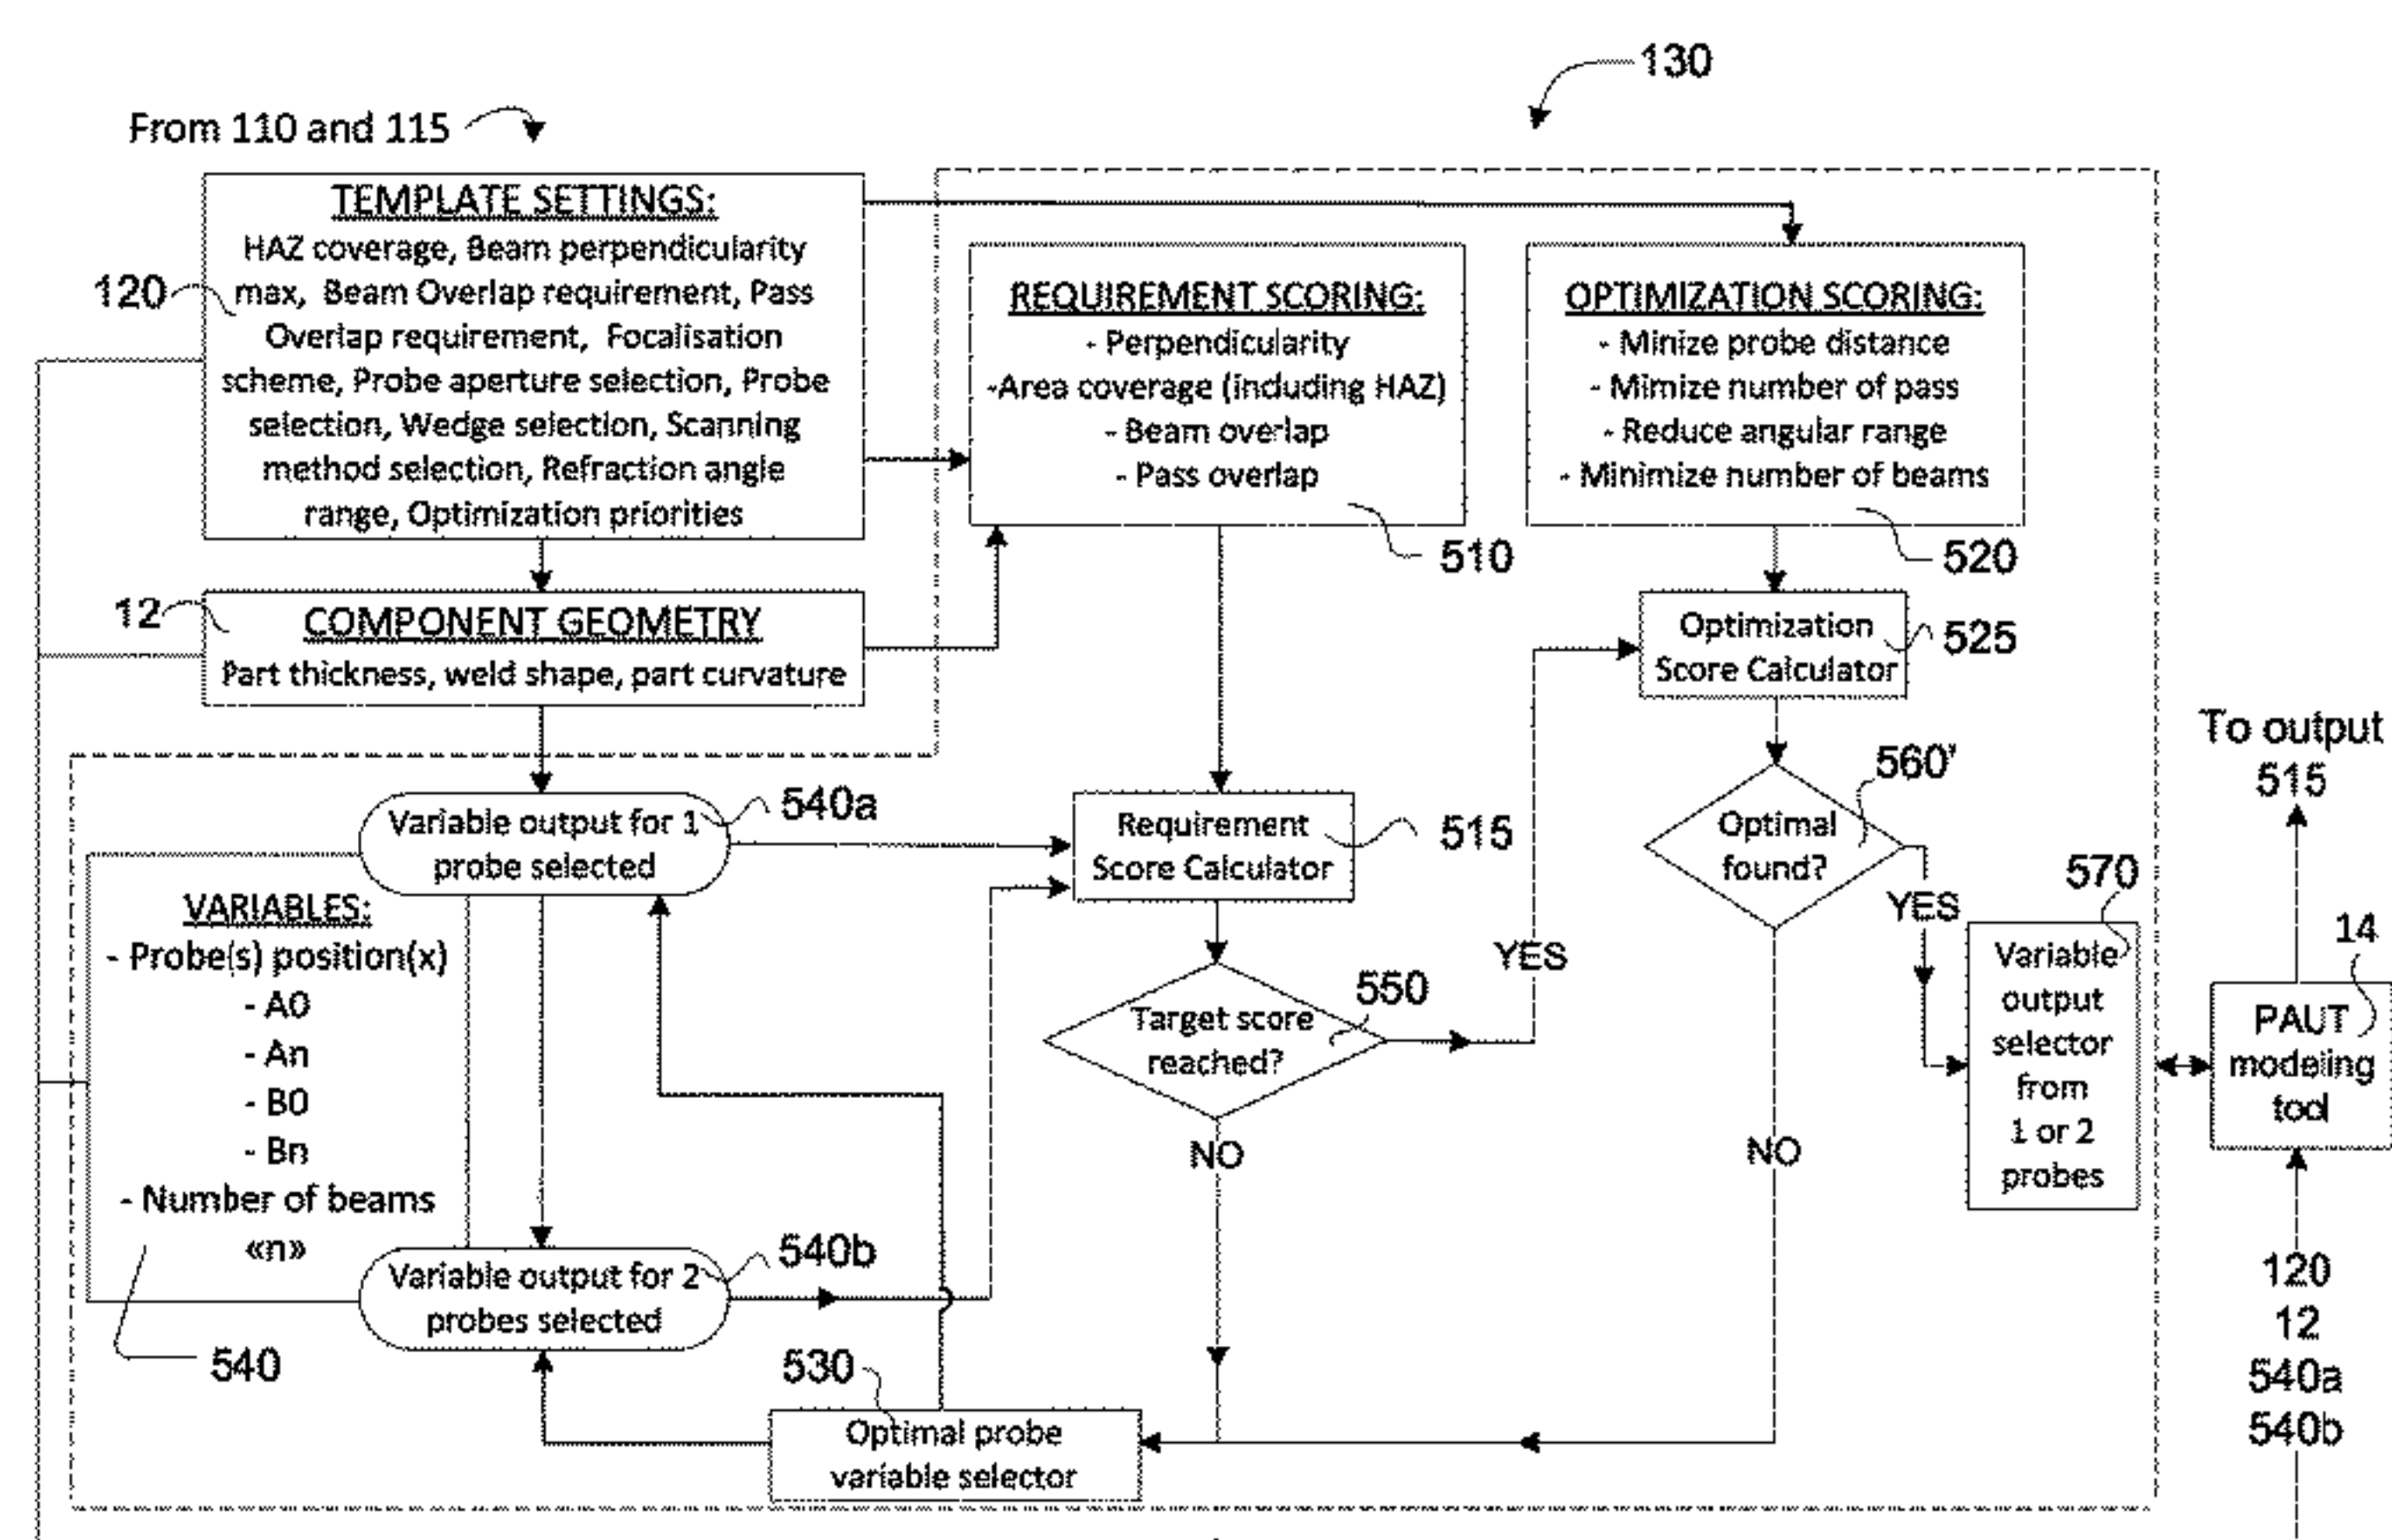 130
From 110 and 115
TEMPLATE SETTINGS:
HAZ coverage, Beam perpendicularity
max, Beam Overlap requirement, Pass
Overlap requirement, Focalisation
scheme, Probe aperture selection, Probe
selection, Wedge selection, Scanning
method selection, Refraction angle
range, Optimization priorities
120
REQUIREMENT SCORING:
- Perpendicularity
-Area coverage (including HAZ)
- Beam overlap
- Pass overlap
510
OPTIMIZATION SCORING:
- Minize probe distance
- Mimize number of pass
- Reduce angular range
- Minimize number of beams
520
12
COMPONENT GEOMETRY
Part thickness, weld shape, part curvature
Optimization
Score Calculator
525
To output
515
Variable output for 1
probe selected
540a
Requirement
Score Calculator
515
Optimal
found?
560'
YES
NO
570
Variable
output
selector
from
1 or 2
probes
14
PAUT
modeling
tool
VARIABLES:
- Probe(s) position(x)
- A0
- An
- B0
- Bn
- Number of beams
«n»
540
Target score
reached?
550
YES
NO
Variable output for 2
probes selected
540b
530
Optimal probe
variable selector
120
12
540a
540b